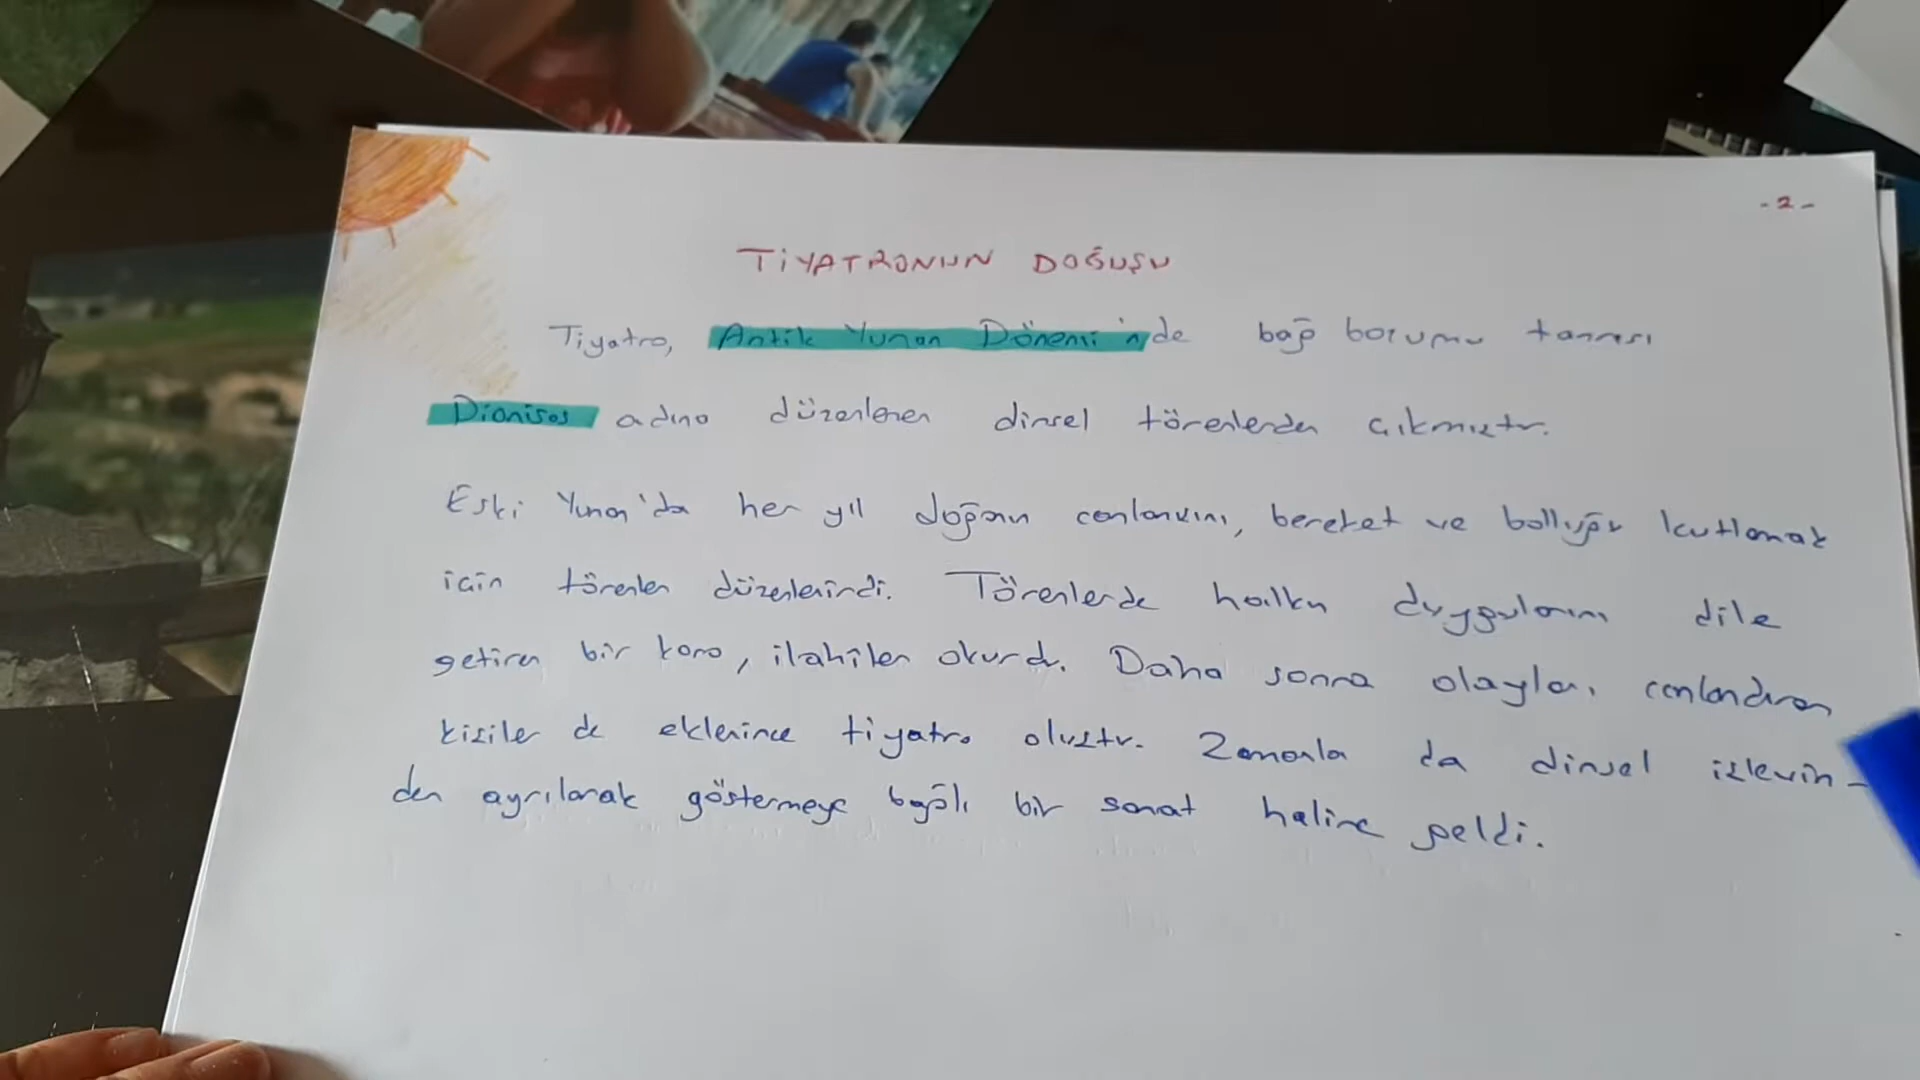 -2-
TİYATRONUN DOĞUŞU
Tiyatro, Antik Yunan Dönemi'nde bağ bozumu tanrısı
Dionisos adına düzenlenen dinsel törenlerden çıkmıştır.
Eski Yunan'da her yıl doğanın canlanışını, bereket ve bolluğu kutlamak
için törenler düzenlenirdi. Törenlerde halkın duygularını dile
getiren bir koro, ilahiler okurdu. Daha sonra olayları canlandıran
kişiler de eklenince tiyatro oluştu. Zamanla da dinsel işlevin-
den ayrılarak göstermeye bağlı bir sanat haline geldi.